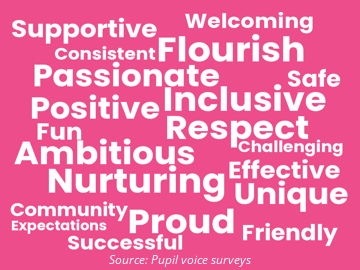 Supportive
Welcoming
Consistent
Flourish
Passionate
Safe
Positive
Inclusive
Fun
Respect
Challenging
Ambitious
Effective
Nurturing
Unique
Community
Proud
Expectations
Friendly
Successful
Source: Pupil voice surveys